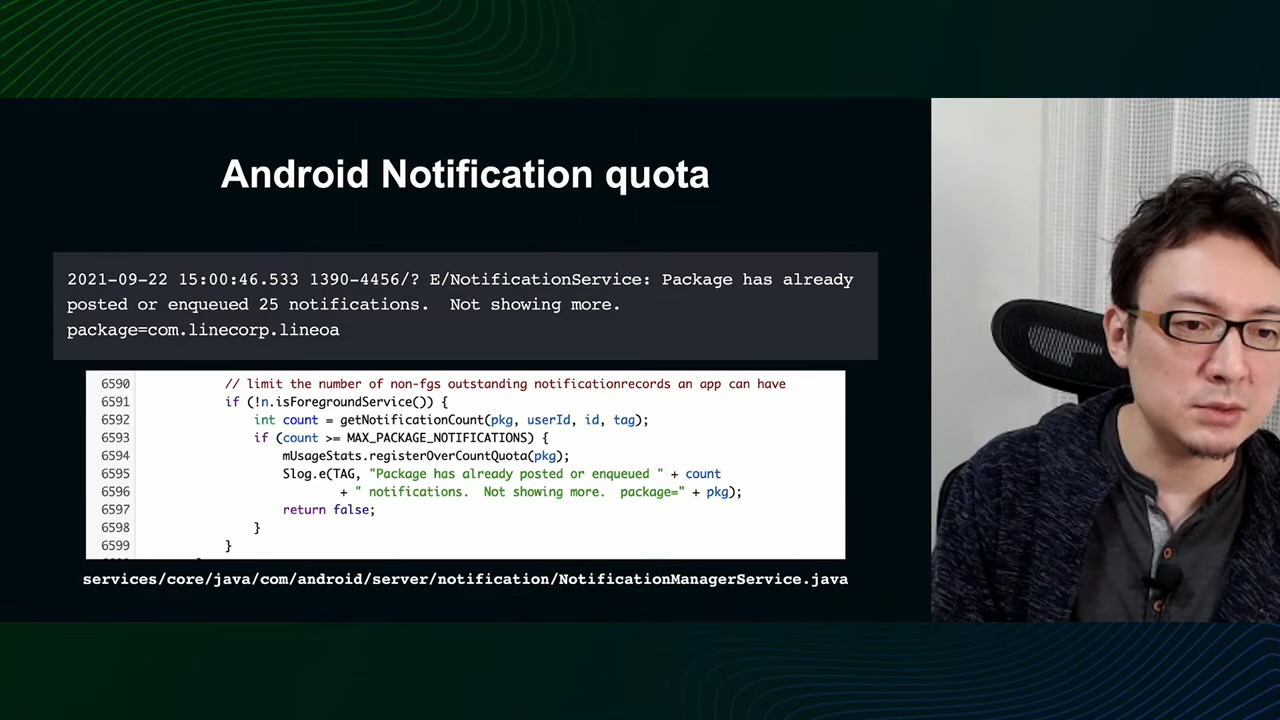 Android Notification quota
2021-09-22 15:00:46.533 1390-4456/? E/NotificationService: Package has already
posted or enqueued 25 notifications.  Not showing more.
package=com.linecorp.lineoa
6590 // limit the number of non-fgs outstanding notificationrecords an app can have
6591 if (!n.isForegroundService()) {
6592 int count = getNotificationCount(pkg, userId, id, tag);
6593 if (count >= MAX_PACKAGE_NOTIFICATIONS) {
6594 mUsageStats.registerOverCountQuota(pkg);
6595 Slog.e(TAG, "Package has already posted or enqueued " + count
6596 + " notifications.  Not showing more.  package=" + pkg);
6597 return false;
6598 }
6599 }
services/core/java/com/android/server/notification/NotificationManagerService.java